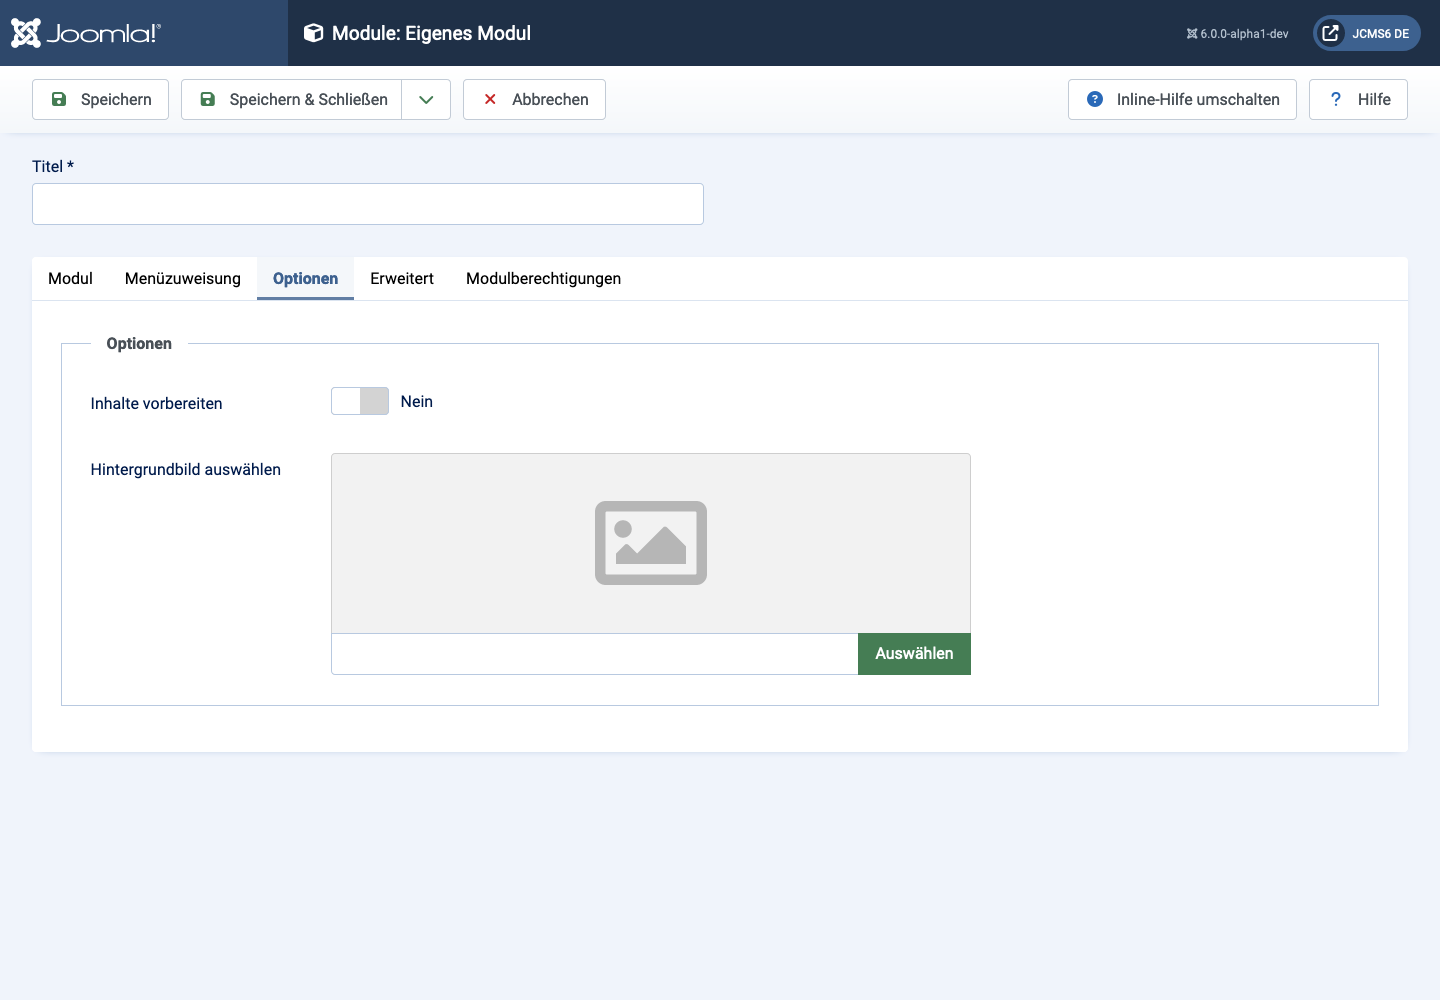 Joomla!®
Module: Eigenes Modul
6.0.0-alpha1-dev
JCMS6 DE
Speichern
Speichern & Schließen
Abbrechen
Inline-Hilfe umschalten
? Hilfe
Titel *
Modul
Menüzuweisung
Optionen
Erweitert
Modulberechtigungen
Optionen
Inhalte vorbereiten
Nein
Hintergrundbild auswählen
Auswählen